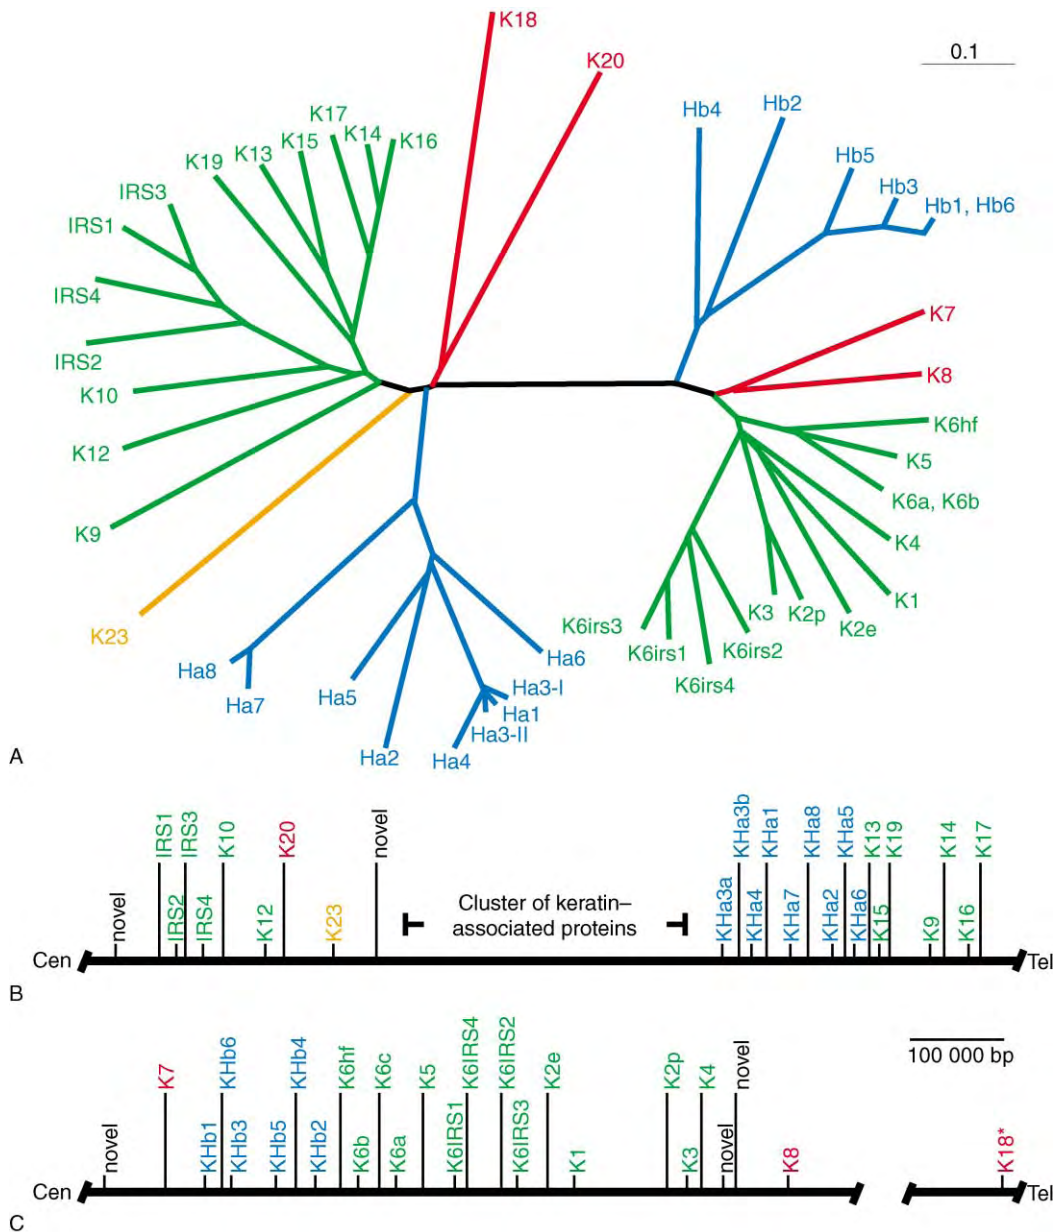 K18
K20
0.1
Hb4
Hb2
K17
K14
K16
K15
K13
K19
Hb5
Hb3
Hb1, Hb6
IRS3
IRS1
IRS4
IRS2
K10
K12
K9
K23
K7
K8
K6hf
K5
K6a, K6b
K4
K1
K2e
K2p
K3
K6irs2
K6irs4
K6irs1
K6irs3
Ha8
Ha7
Ha5
Ha2
Ha4
Ha3-II
Ha1
Ha3-I
Ha6
A
novel
IRS1
IRS2
IRS3
IRS4
K10
K12
K20
K23
novel
Cluster of keratin–
associated proteins
KHa3a
KHa3b
KHa4
KHa1
KHa7
KHa8
KHa2
KHa5
KHa6
K13
K15
K19
K9
K14
K16
K17
Cen
Tel
B
100 000 bp
novel
K7
KHb1
KHb6
KHb3
KHb5
KHb4
KHb2
K6hf
K6b
K6c
K6a
K5
K6IRS1
K6IRS4
K6IRS2
K6IRS3
K2e
K1
K2p
K3
K4
novel
novel
K8
K18*
Cen
Tel
C